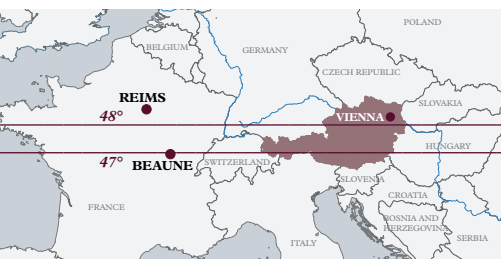 POLAND
BELGIUM
GERMANY
CZECH REPUBLIC
REIMS
SLOVAKIA
48°
VIENNA
HUNGARY
47°
BEAUNE
SWITZERLAND
SLOVENIA
CROATIA
FRANCE
BOSNIA AND
HERZEGOVINA
SERBIA
ITALY